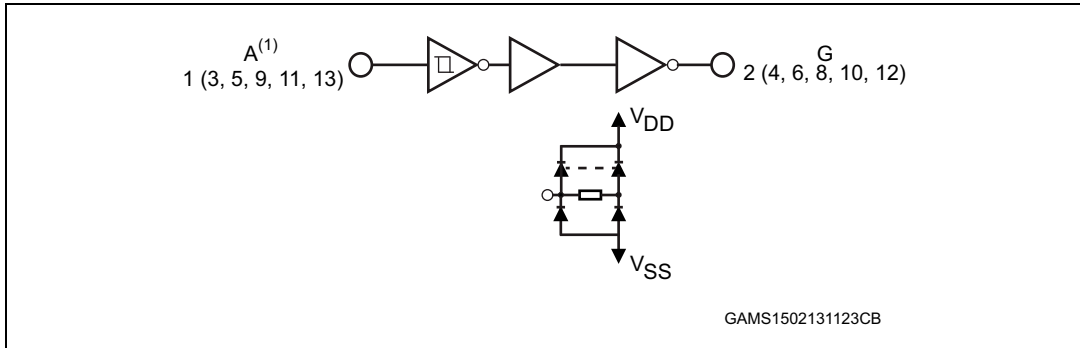 A(1)
1 (3, 5, 9, 11, 13)
G
2 (4, 6, 8, 10, 12)
VDD
VSS
GAMS1502131123CB